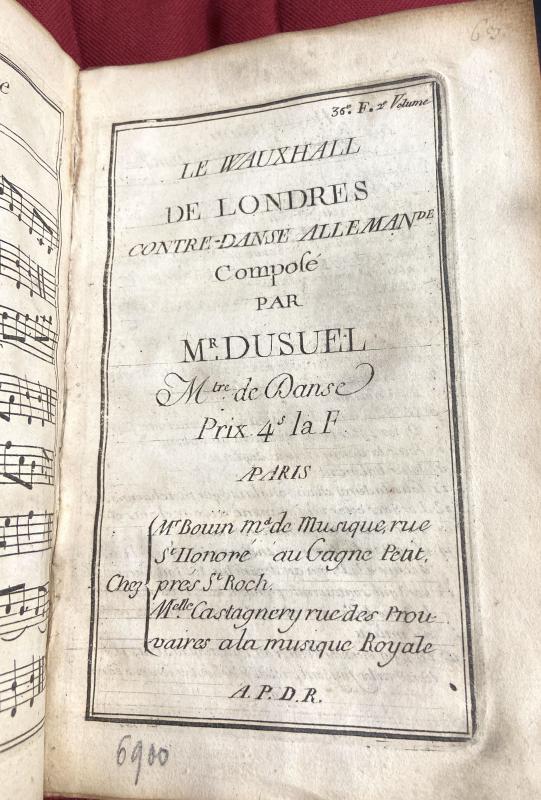 63
36e. F. 2e Volume
LE WAUXHALL
DE LONDRES
CONTRE-DANSE ALLEMANDE
Composé
PAR
MR. DUSUEL
Mtre de Danse
Prix 4s la F
A PARIS
Mr Bouin md de Musique, rue
St Honoré au Gagne Petit,
Chez prés St Roch.
Melle Castagnery rue des Prou-
vaires a la musique Royale
A.P.D.R.
6900